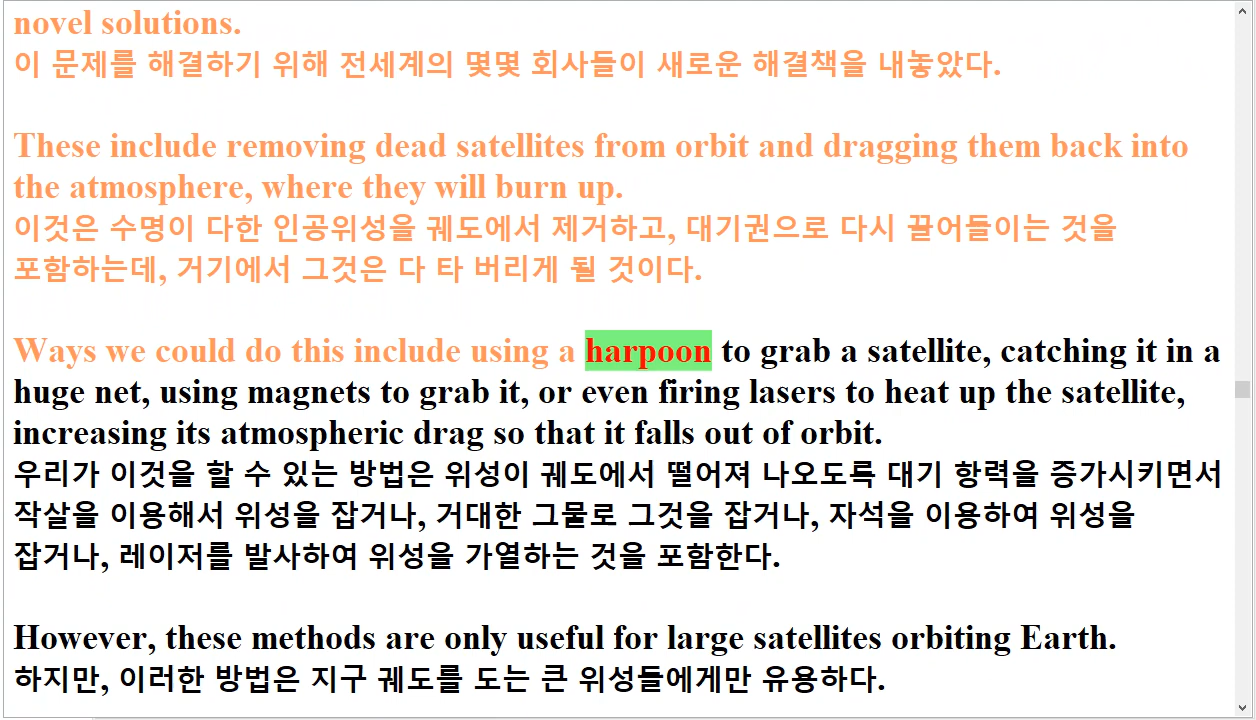 novel solutions.
이 문제를 해결하기 위해 전세계의 몇몇 회사들이 새로운 해결책을 내놓았다.
These include removing dead satellites from orbit and dragging them back into
the atmosphere, where they will burn up.
이것은 수명이 다한 인공위성을 궤도에서 제거하고, 대기권으로 다시 끌어들이는 것을
포함하는데, 거기에서 그것은 다 타 버리게 될 것이다.
Ways we could do this include using a harpoon to grab a satellite, catching it in a
huge net, using magnets to grab it, or even firing lasers to heat up the satellite,
increasing its atmospheric drag so that it falls out of orbit.
우리가 이것을 할 수 있는 방법은 위성이 궤도에서 떨어져 나오도록 대기 항력을 증가시키면서
작살을 이용해서 위성을 잡거나, 거대한 그물로 그것을 잡거나, 자석을 이용하여 위성을
잡거나, 레이저를 발사하여 위성을 가열하는 것을 포함한다.
However, these methods are only useful for large satellites orbiting Earth.
하지만, 이러한 방법은 지구 궤도를 도는 큰 위성들에게만 유용하다.